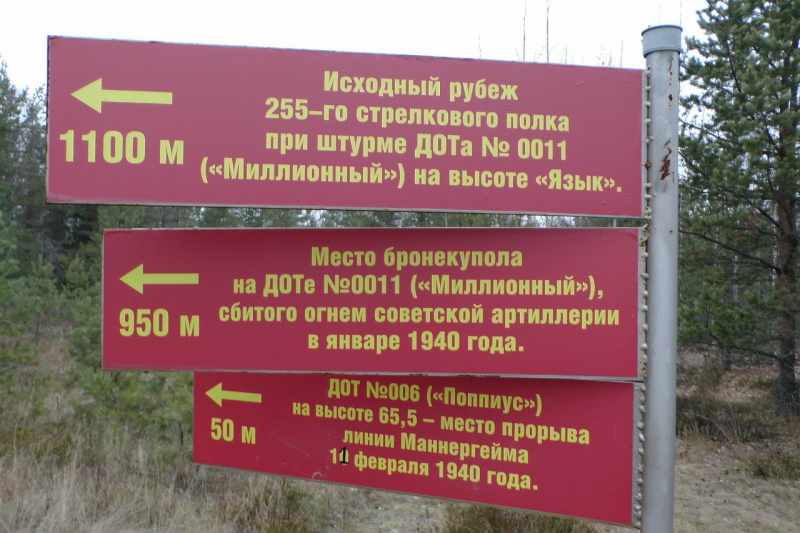 Исходный рубеж
255-го стрелкового полка
при штурме ДОТа № 0011
(«Миллионный») на высоте «Язык».
1100 м
Место бронекупола
на ДОТе №0011 («Миллионный»),
сбитого огнем советской артиллерии
в январе 1940 года.
950 м
ДОТ №006 («Поппиус»)
на высоте 65,5 – место прорыва
линии Маннергейма
11 февраля 1940 года.
50 м